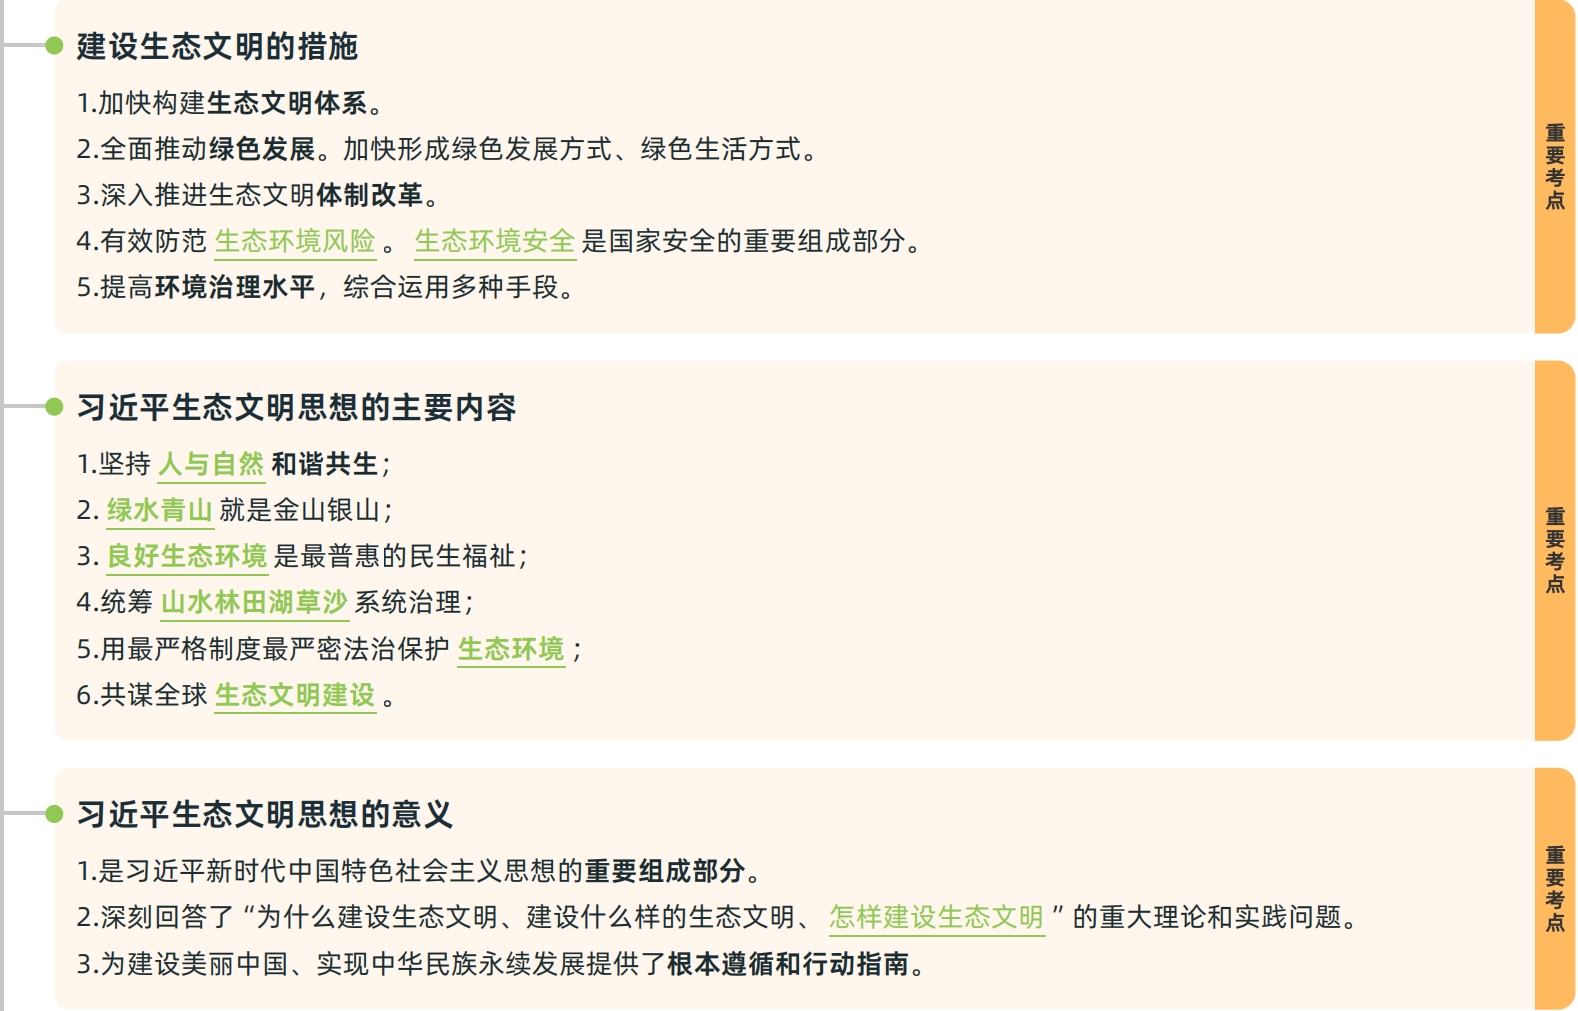 建设生态文明的措施
1.加快构建生态文明体系。
2.全面推动绿色发展。加快形成绿色发展方式、绿色生活方式。
3.深入推进生态文明体制改革。
4.有效防范 生态环境风险 。 生态环境安全 是国家安全的重要组成部分。
5.提高环境治理水平，综合运用多种手段。
重要考点
习近平生态文明思想的主要内容
1.坚持 人与自然 和谐共生；
2. 绿水青山 就是金山银山；
3. 良好生态环境 是最普惠的民生福祉；
4.统筹 山水林田湖草沙 系统治理；
5.用最严格制度最严密法治保护 生态环境 ；
6.共谋全球 生态文明建设 。
重要考点
习近平生态文明思想的意义
1.是习近平新时代中国特色社会主义思想的重要组成部分。
2.深刻回答了“为什么建设生态文明、建设什么样的生态文明、 怎样建设生态文明 ”的重大理论和实践问题。
3.为建设美丽中国、实现中华民族永续发展提供了根本遵循和行动指南。
重要考点